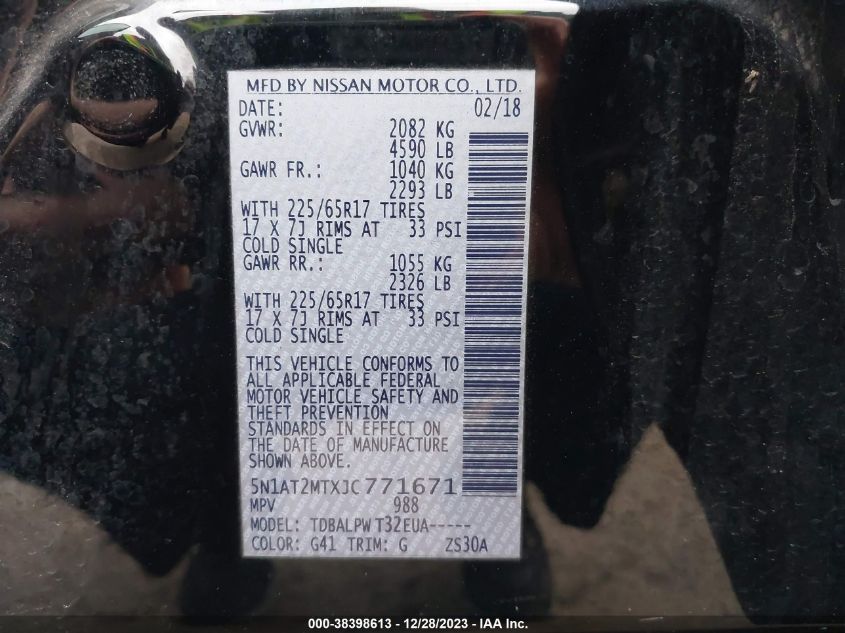 MFD BY NISSAN MOTOR CO., LTD.
DATE: 02/18
GVWR: 2082 KG
4590 LB
GAWR FR.: 1040 KG
2293 LB
WITH 225/65R17 TIRES
17 X 7J RIMS AT 33 PSI
COLD SINGLE
GAWR RR.: 1055 KG
2326 LB
WITH 225/65R17 TIRES
17 X 7J RIMS AT 33 PSI
COLD SINGLE
THIS VEHICLE CONFORMS TO
ALL APPLICABLE FEDERAL
MOTOR VEHICLE SAFETY AND
THEFT PREVENTION
STANDARDS IN EFFECT ON
THE DATE OF MANUFACTURE
SHOWN ABOVE.
5N1AT2MTXJC771671
MPV 988
MODEL: TDBALPW T32EUA-----
COLOR: G41 TRIM: G ZS30A
000-38398613 - 12/28/2023 - IAA Inc.